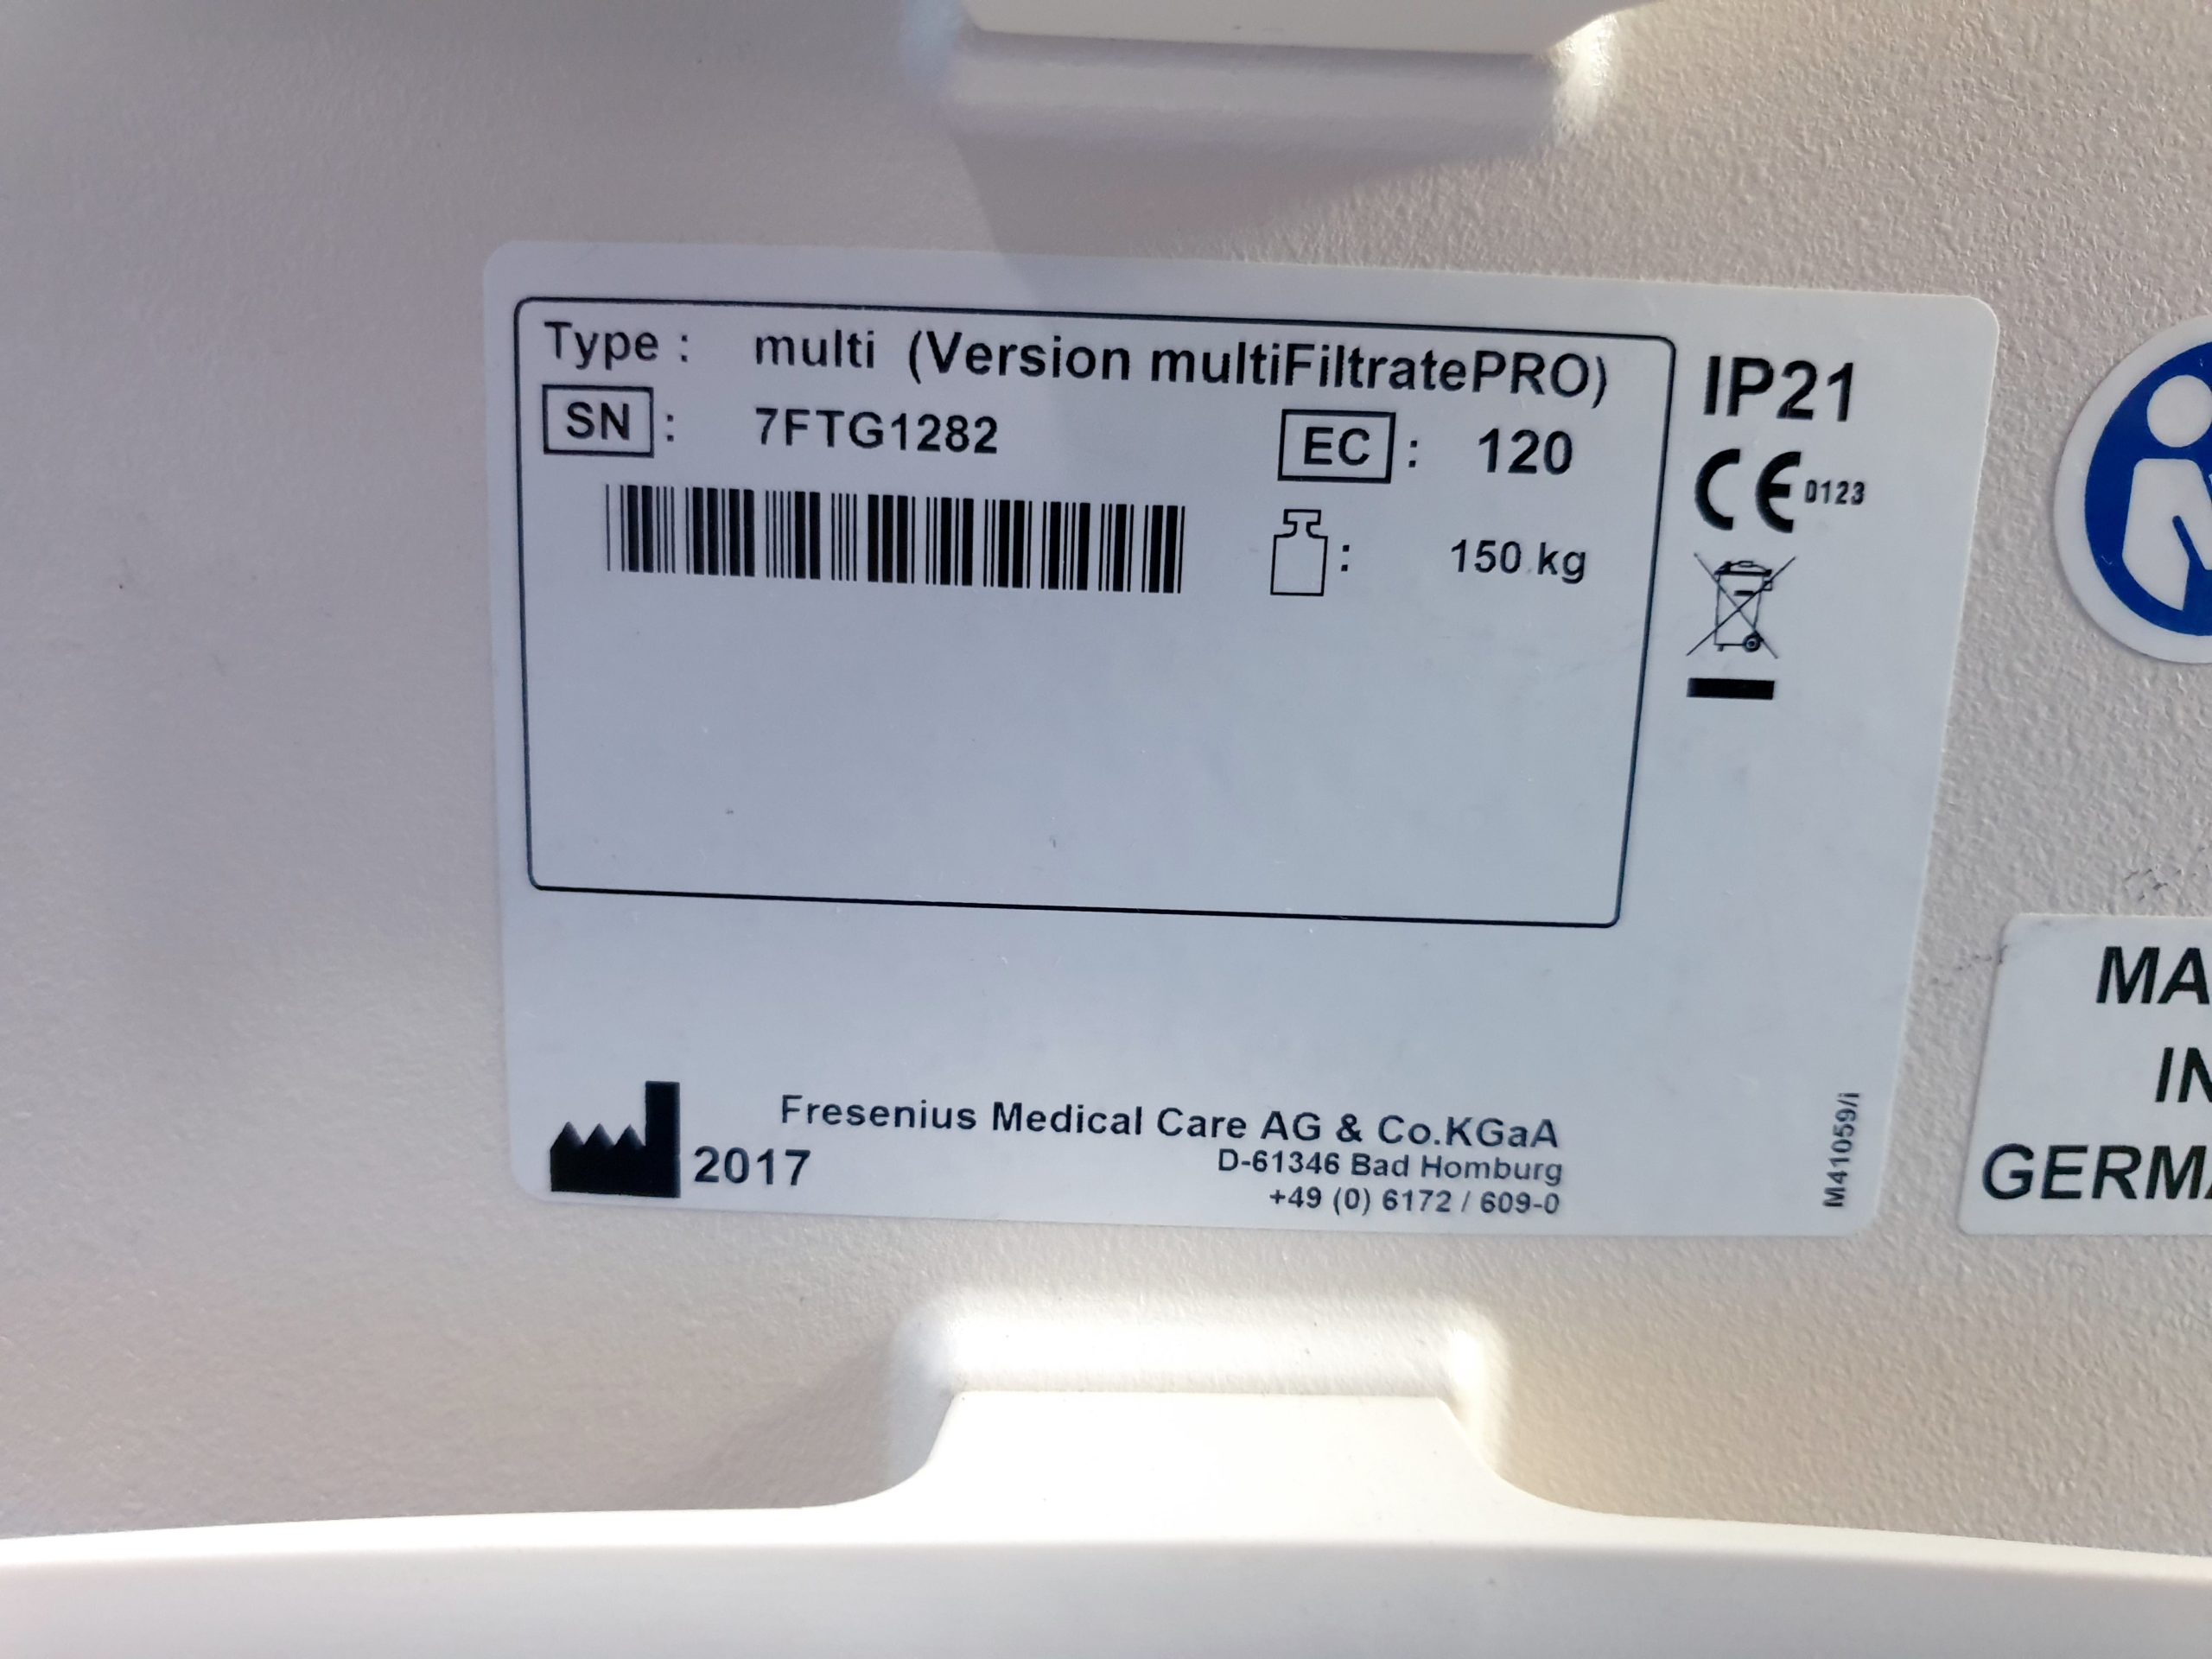 Type : multi (Version multiFiltratePRO)
SN : 7FTG1282
EC : 120
: 150 kg
IP21
CE 0123
Fresenius Medical Care AG & Co.KGaA
2017
D-61346 Bad Homburg
+49 (0) 6172 / 609-0
M41059/i
MA
IN
GERMA